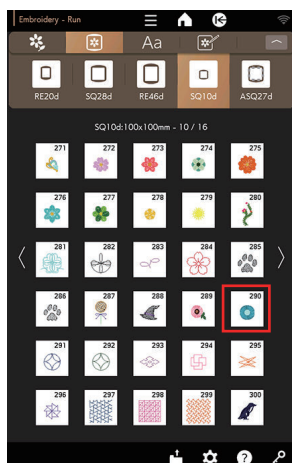 Embroidery - Run
Aa
RE20d SQ28d RE46d SQ10d ASQ27d
SQ10d:100x100mm - 10 / 16
271 272 273 274 275
276 277 278 279 280
281 282 283 284 285
286 287 288 289 290
291 292 293 294 295
296 297 298 299 300
?